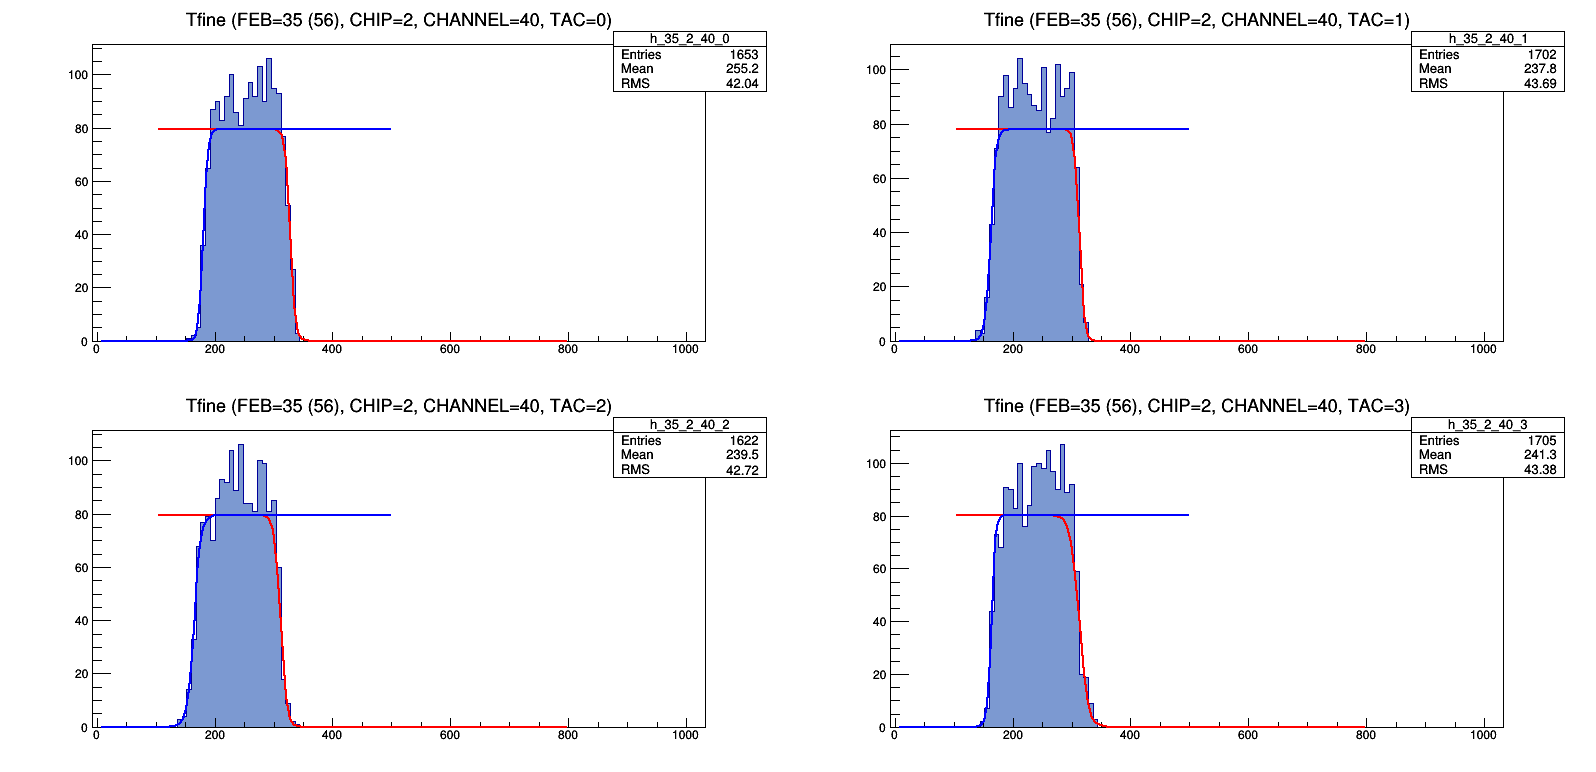 Tfine (FEB=35 (56), CHIP=2, CHANNEL=40, TAC=0)
h_35_2_40_0
Entries 1653
Mean 255.2
RMS 42.04
100
80
60
40
20
0
0 200 400 600 800 1000
Tfine (FEB=35 (56), CHIP=2, CHANNEL=40, TAC=1)
h_35_2_40_1
Entries 1702
Mean 237.8
RMS 43.69
100
80
60
40
20
0
0 200 400 600 800 1000
Tfine (FEB=35 (56), CHIP=2, CHANNEL=40, TAC=2)
h_35_2_40_2
Entries 1622
Mean 239.5
RMS 42.72
100
80
60
40
20
0
0 200 400 600 800 1000
Tfine (FEB=35 (56), CHIP=2, CHANNEL=40, TAC=3)
h_35_2_40_3
Entries 1705
Mean 241.3
RMS 43.38
100
80
60
40
20
0
0 200 400 600 800 1000